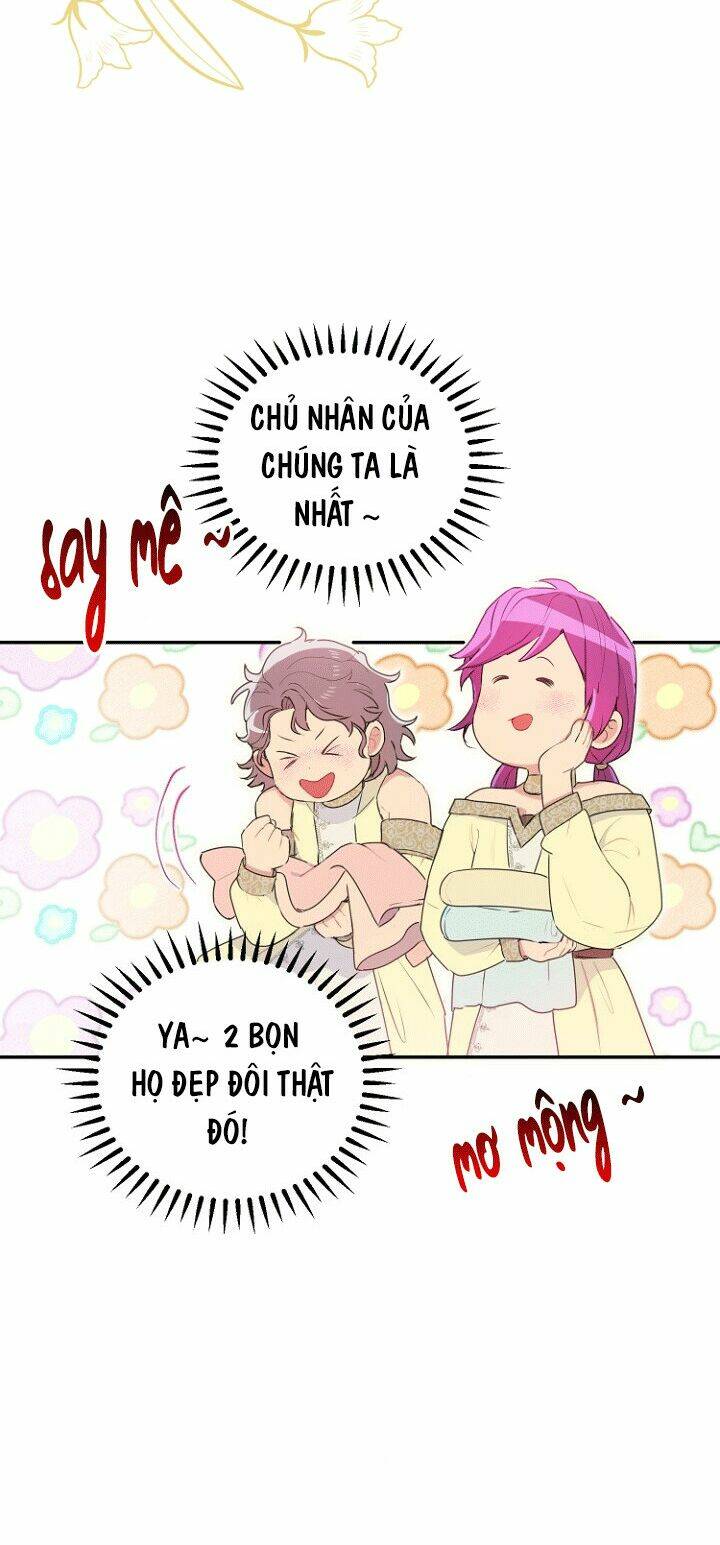 CHỦ NHÂN CỦA
CHÚNG TA LÀ
NHẤT ~
say mê ~
YA~ 2 BỌN
HỌ ĐẸP ĐÔI THẬT
ĐÓ!
mơ mộng ~